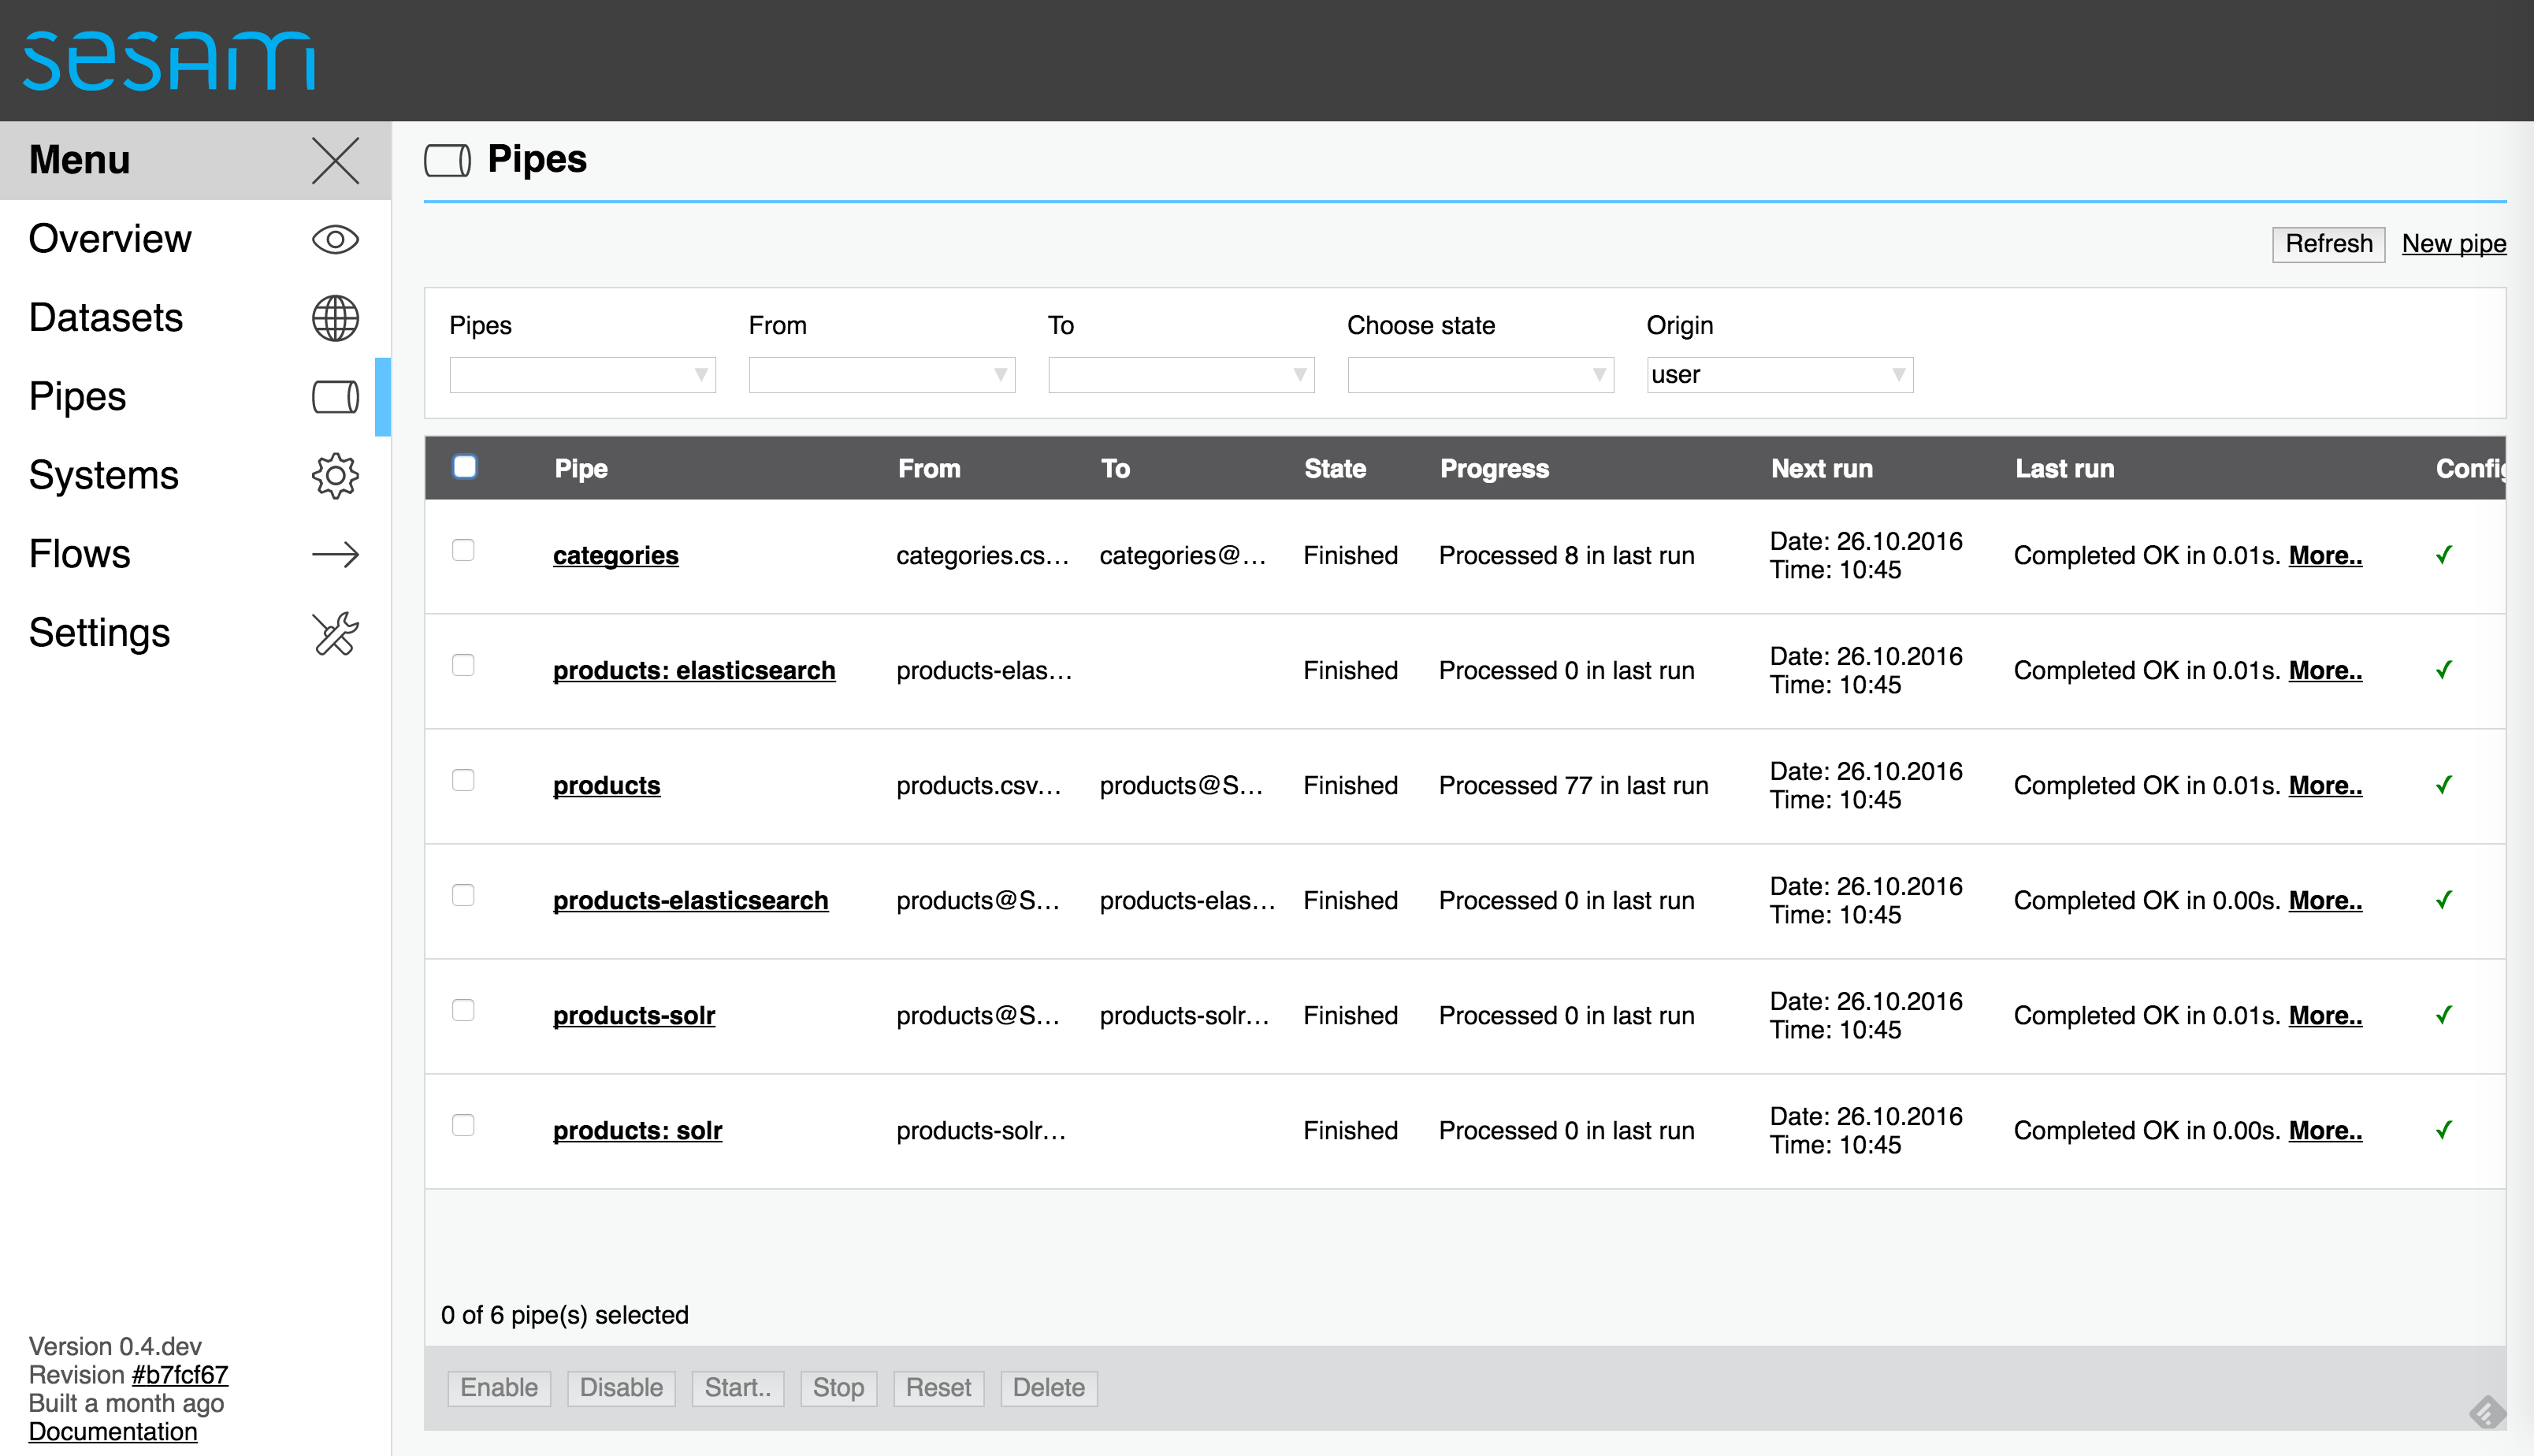 sesam
Menu
Overview
Datasets
Pipes
Systems
Flows
Settings
Version 0.4.dev
Revision #b7fcf67
Built a month ago
Documentation
Pipes
Refresh New pipe
Pipes From To Choose state Origin
user
Pipe From To State Progress Next run Last run Config
categories categories.cs... categories@... Finished Processed 8 in last run Date: 26.10.2016 Time: 10:45 Completed OK in 0.01s. More.. ✓
products: elasticsearch products-elas... Finished Processed 0 in last run Date: 26.10.2016 Time: 10:45 Completed OK in 0.01s. More.. ✓
products products.csv... products@S... Finished Processed 77 in last run Date: 26.10.2016 Time: 10:45 Completed OK in 0.01s. More.. ✓
products-elasticsearch products@S... products-elas... Finished Processed 0 in last run Date: 26.10.2016 Time: 10:45 Completed OK in 0.00s. More.. ✓
products-solr products@S... products-solr... Finished Processed 0 in last run Date: 26.10.2016 Time: 10:45 Completed OK in 0.01s. More.. ✓
products: solr products-solr... Finished Processed 0 in last run Date: 26.10.2016 Time: 10:45 Completed OK in 0.00s. More.. ✓
0 of 6 pipe(s) selected
Enable Disable Start.. Stop Reset Delete